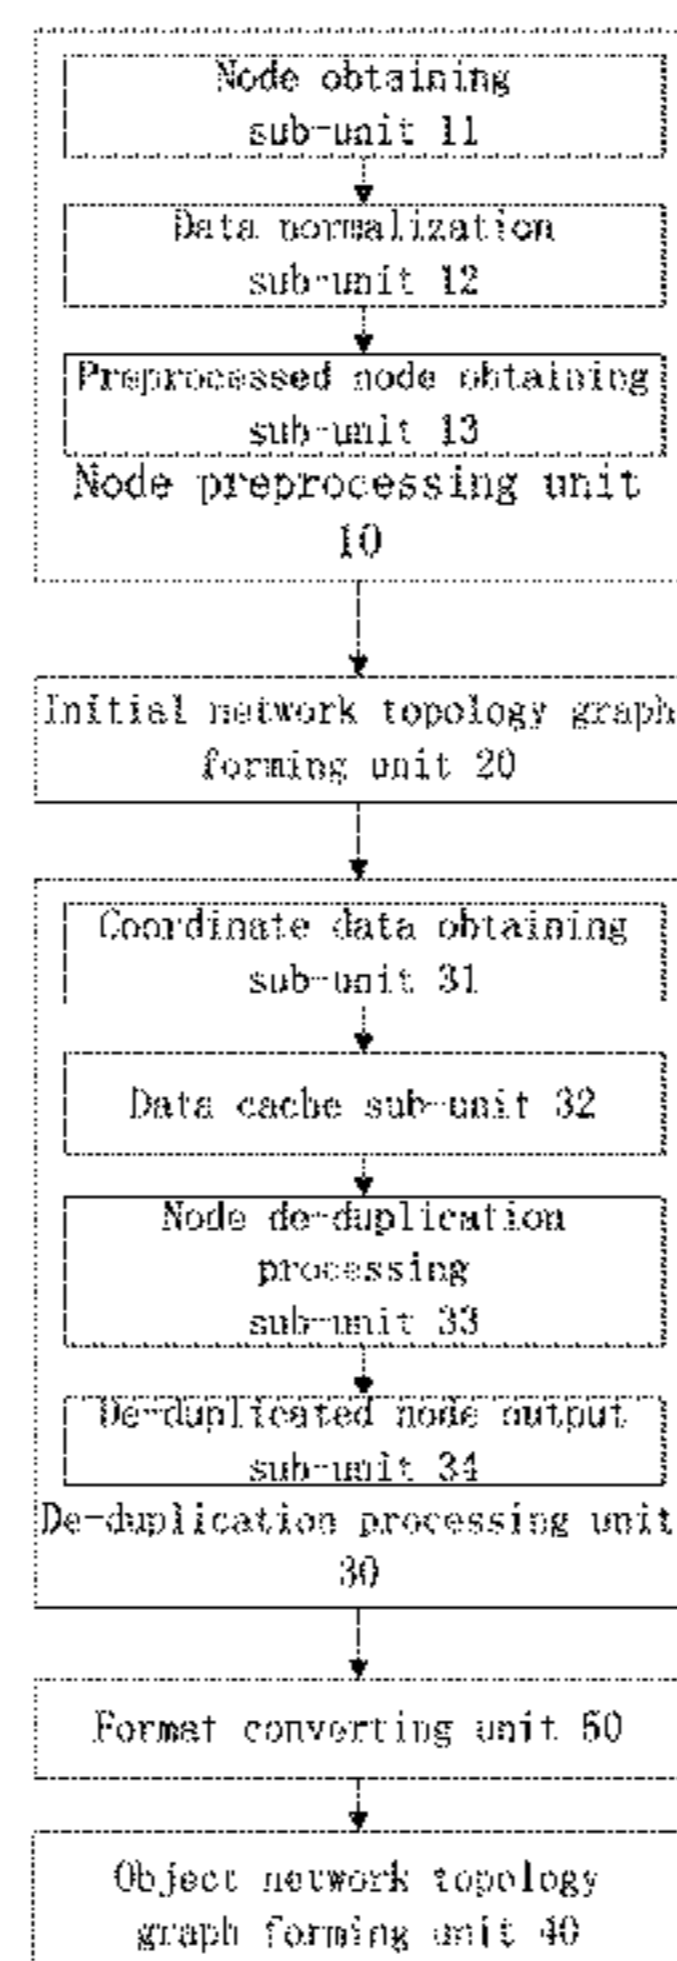 Node obtaining
sub-unit 11
Data normalization
sub-unit 12
Preprocessed node obtaining
sub-unit 13
Node preprocessing unit
10
Initial network topology graph
forming unit 20
Coordinate data obtaining
sub-unit 31
Data cache sub-unit 32
Node de-duplication
processing
sub-unit 33
De-duplicated node output
sub-unit 34
De-duplication processing unit
30
Format converting unit 50
Object network topology
graph forming unit 40